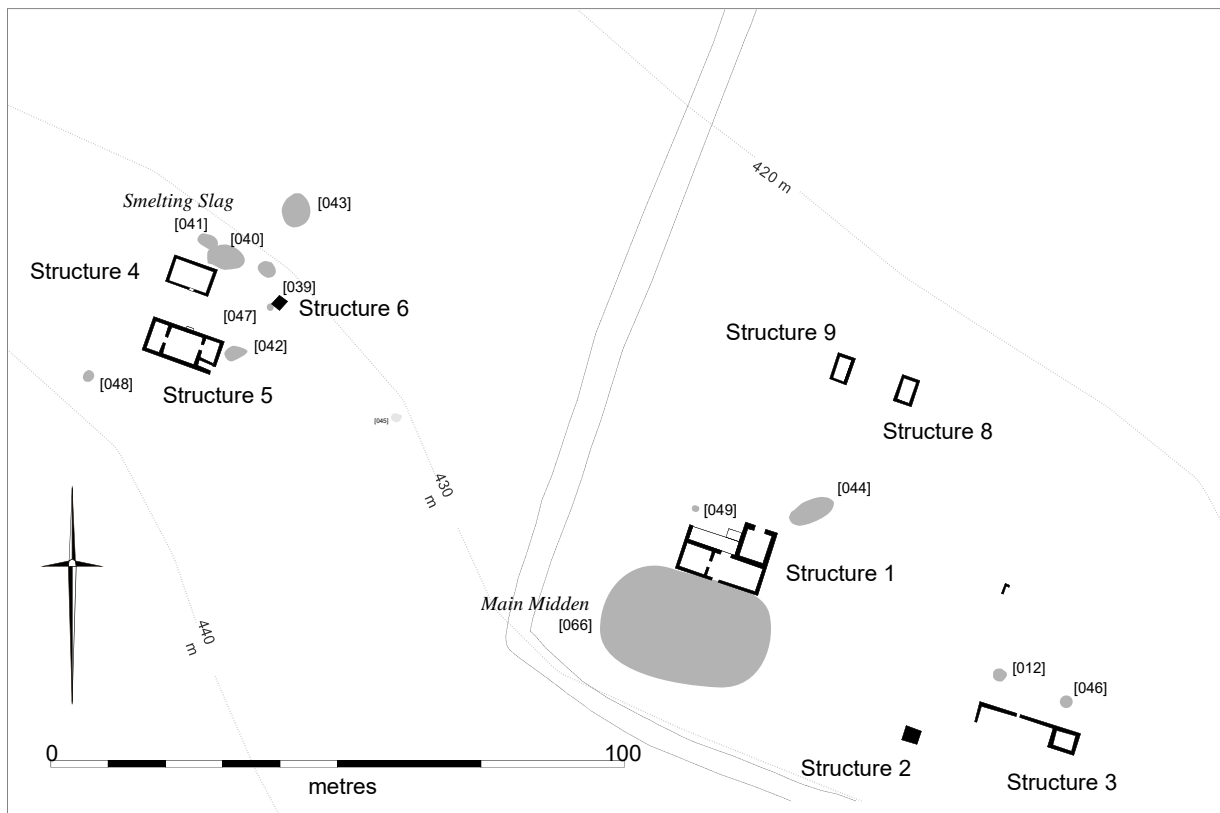 420 m
Smelting Slag
[043]
[041]
[040]
Structure 4
[039]
[047]
Structure 6
Structure 9
[042]
[048]
Structure 5
[045]
Structure 8
430
m
[044]
[049]
Structure 1
Main Midden
[066]
440
m
[012]
[046]
0
100
metres
Structure 2
Structure 3